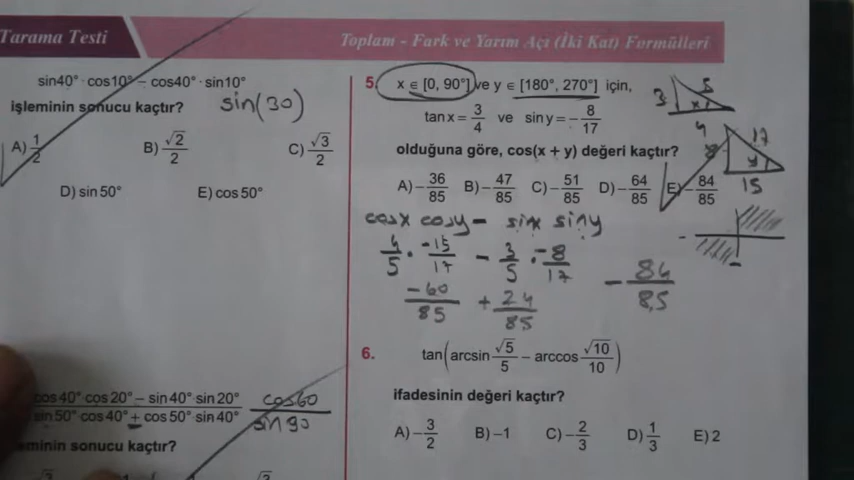 Tarama Testi
Toplam - Fark ve Yarım Açı (İki Kat) Formülleri
sin40° · cos10° – cos40° · sin10°
işleminin sonucu kaçtır?
sin(30)
A) 1/2 B) √2/2 C) √3/2
D) sin 50° E) cos 50°
cos 40° cos 20° – sin 40° sin 20°
sin 50° cos 40° + cos 50° sin 40°
cos60
sin90
eminin sonucu kaçtır?
5. x ∈ [0, 90°] ve y ∈ [180°, 270°] için,
tan x = 3/4 ve sin y = – 8/17
olduğuna göre, cos(x + y) değeri kaçtır?
A) – 36/85 B) – 47/85 C) – 51/85 D) – 64/85 E) – 84/85
3 5 x 4
8 17 y 15
cosx cosy – sinx siny
4/5 · -15/17 – 3/5 · -8/17
-60/85 + 24/85
– 84/85
6. tan(arcsin √5/5 – arccos √10/10)
ifadesinin değeri kaçtır?
A) – 3/2 B) –1 C) – 2/3 D) 1/3 E) 2